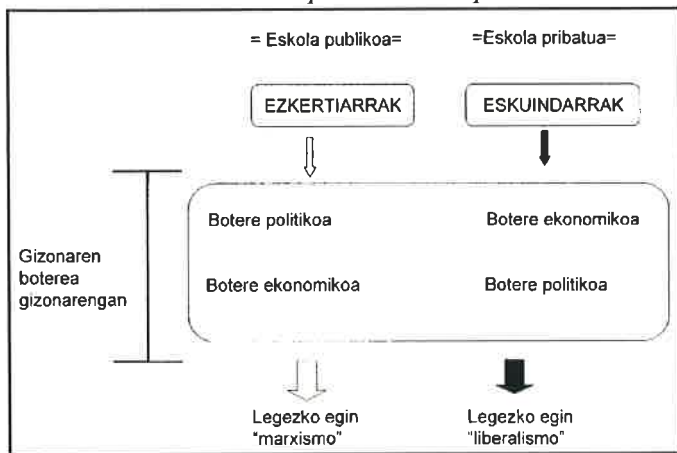 = Eskola publikoa=
=Eskola pribatua=
EZKERTIARRAK
ESKUINDARRAK
Botere politikoa
Botere ekonomikoa
Gizonaren
boterea
gizonarengan
Botere ekonomikoa
Botere politikoa
Legezko egin
"marxismo"
Legezko egin
"liberalismo"